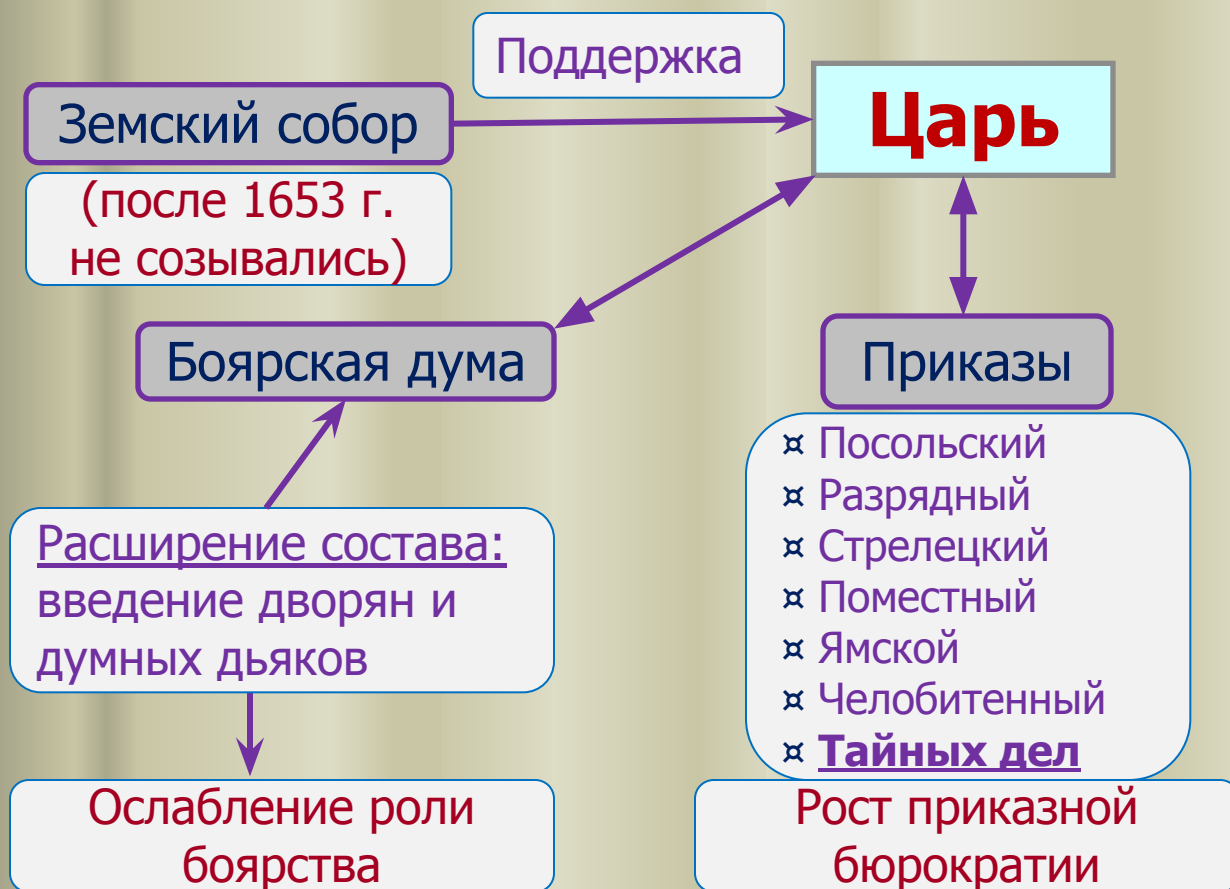 Поддержка
Земский собор
Царь
(после 1653 г.
не созывались)
Боярская дума
Приказы
¤ Посольский
¤ Разрядный
¤ Стрелецкий
¤ Поместный
¤ Ямской
¤ Челобитенный
¤ Тайных дел
Расширение состава:
введение дворян и
думных дьяков
Ослабление роли
боярства
Рост приказной
бюрократии